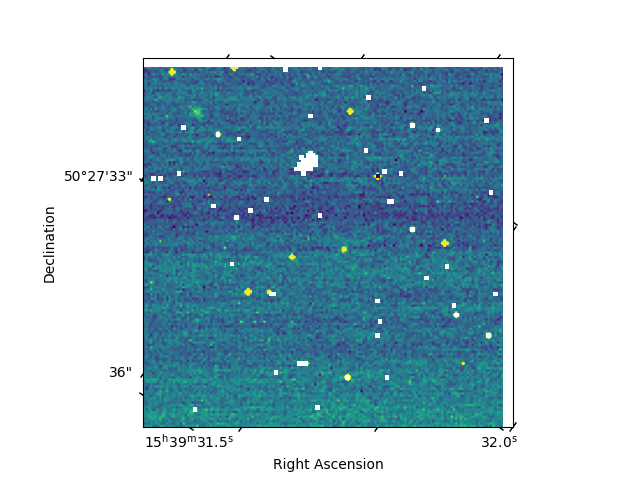 50°27'33"
Declination
36"
15ʰ39ᵐ31.5ˢ
32.0ˢ
Right Ascension